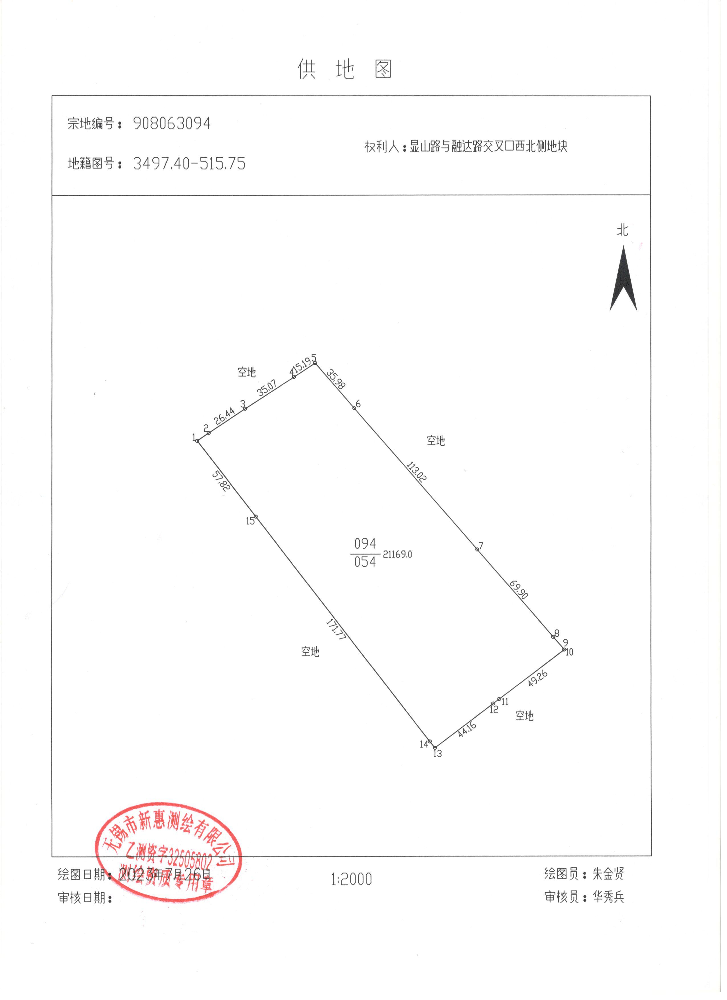 供 地 图
宗地编号: 908063094
权利人:显山路与融达路交叉口西北侧地块
地籍图号: 3497.40-515.75
北
空地
15.19
5
4
35.07
35.98
3
6
26.44
2
1
空地
113.02
57.82
15
094
054
21169.0
7
69.90
171.77
空地
8
9
10
49.26
11
12
空地
44.16
14
13
无锡市新惠测绘有限公司
乙测资字32505802
测绘资质专用章
绘图日期: 2023年7月26日
1:2000
绘图员: 朱金贤
审核日期:
审核员: 华秀兵